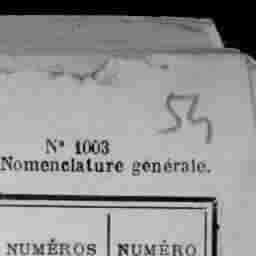 54
N° 1003
Nomenclature générale.
NUMÉROS NUMÉRO